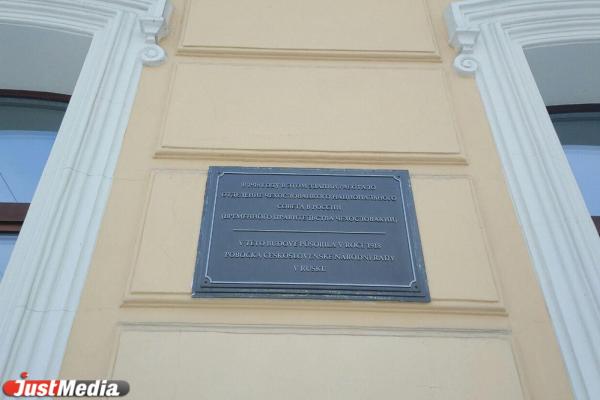 В 1918 ГОДУ В ЭТОМ ЗДАНИИ РАБОТАЛО
ОТДЕЛЕНИЕ ЧЕХОСЛОВАЦКОГО НАЦИОНАЛЬНОГО
СОВЕТА В РОССИИ
(ВРЕМЕННОГО ПРАВИТЕЛЬСТВА ЧЕХОСЛОВАКИИ)
V TÉTO BUDOVĚ PŮSOBILA V ROCE 1918
POBOČKA ČESKOSLOVENSKÉ NÁRODNÍ RADY
V RUSKU
JustMedia